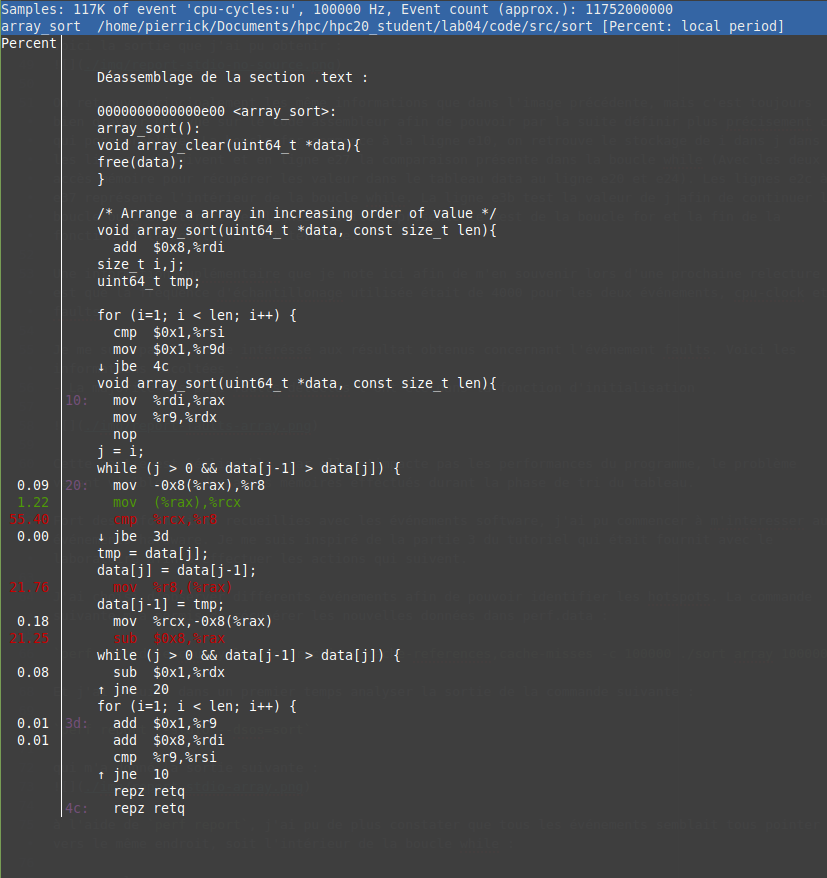 Samples: 117K of event 'cpu-cycles:u', 100000 Hz, Event count (approx.): 11752000000
array_sort  /home/pierrick/Documents/hpc/hpc20_student/lab04/code/src/sort [Percent: local period]
Percent
Déassemblage de la section .text :
0000000000000e00 <array_sort>:
array_sort():
void array_clear(uint64_t *data){
free(data);
}
/* Arrange a array in increasing order of value */
void array_sort(uint64_t *data, const size_t len){
add  $0x8,%rdi
size_t i,j;
uint64_t tmp;
for (i=1; i < len; i++) {
cmp  $0x1,%rsi
mov  $0x1,%r9d
↓ jbe  4c
void array_sort(uint64_t *data, const size_t len){
10:  mov  %rdi,%rax
mov  %r9,%rdx
nop
j = i;
while (j > 0 && data[j-1] > data[j]) {
0.09  20:  mov  -0x8(%rax),%r8
1.22  mov  (%rax),%rcx
55.40  cmp  %rcx,%r8
0.00  ↓ jbe  3d
tmp = data[j];
data[j] = data[j-1];
21.76  mov  %r8,(%rax)
data[j-1] = tmp;
0.18  mov  %rcx,-0x8(%rax)
21.25  sub  $0x8,%rax
while (j > 0 && data[j-1] > data[j]) {
0.08  sub  $0x1,%rdx
↑ jne  20
for (i=1; i < len; i++) {
0.01  3d:  add  $0x1,%r9
0.01  add  $0x8,%rdi
cmp  %r9,%rsi
↑ jne  10
repz retq
4c:  repz retq